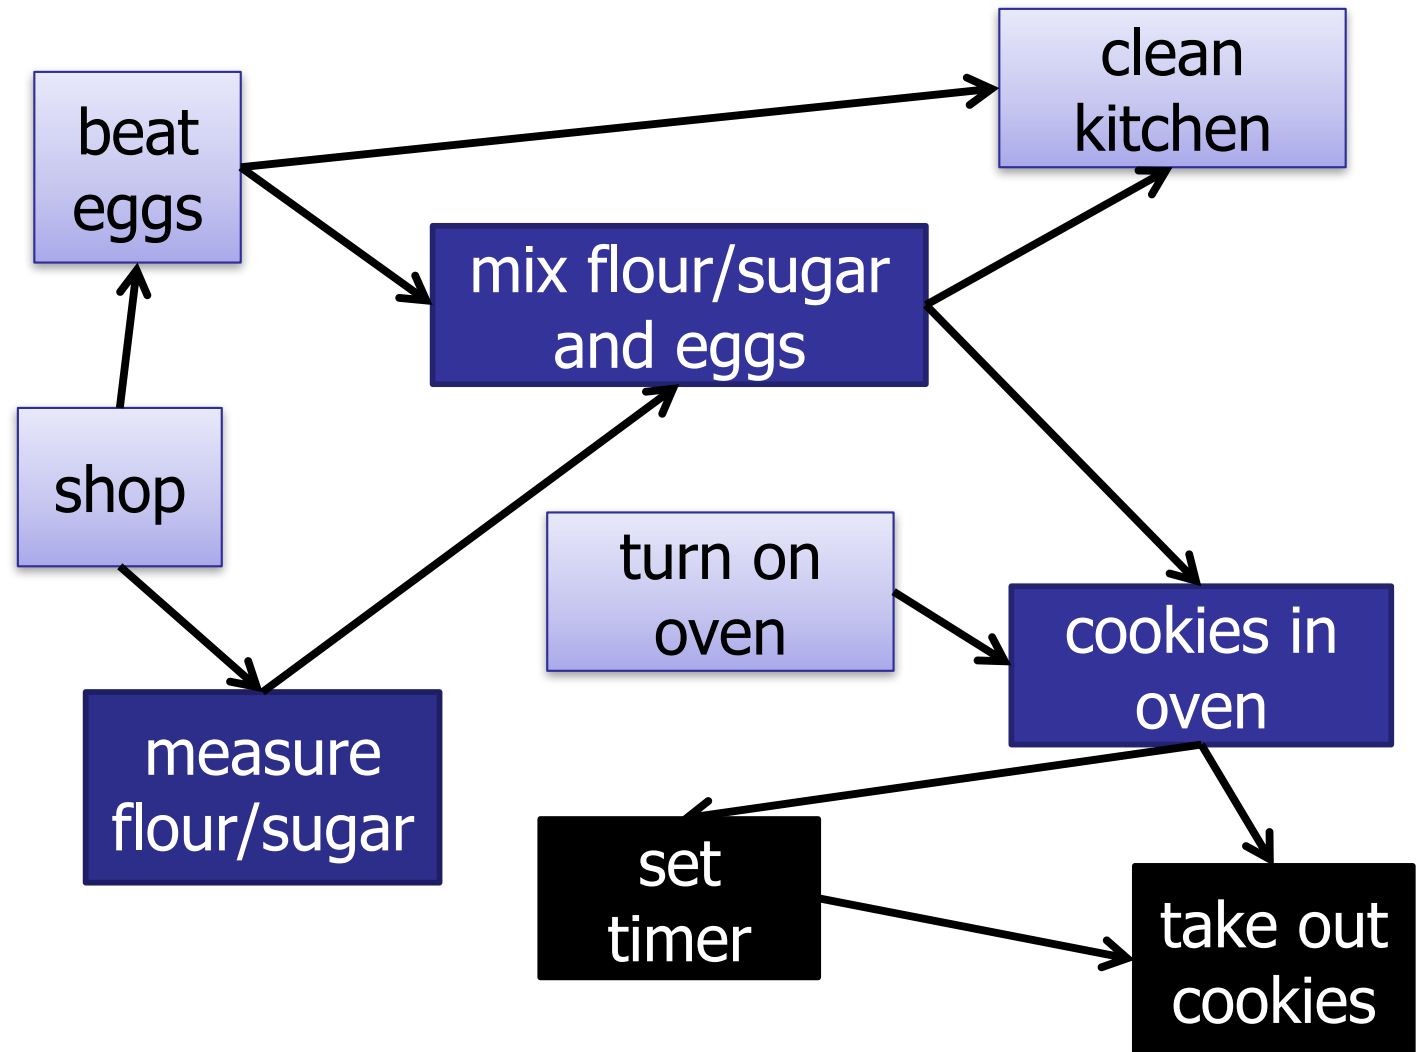 clean
kitchen
beat
eggs
mix flour/sugar
and eggs
shop
turn on
oven
cookies in
oven
measure
flour/sugar
set
timer
take out
cookies